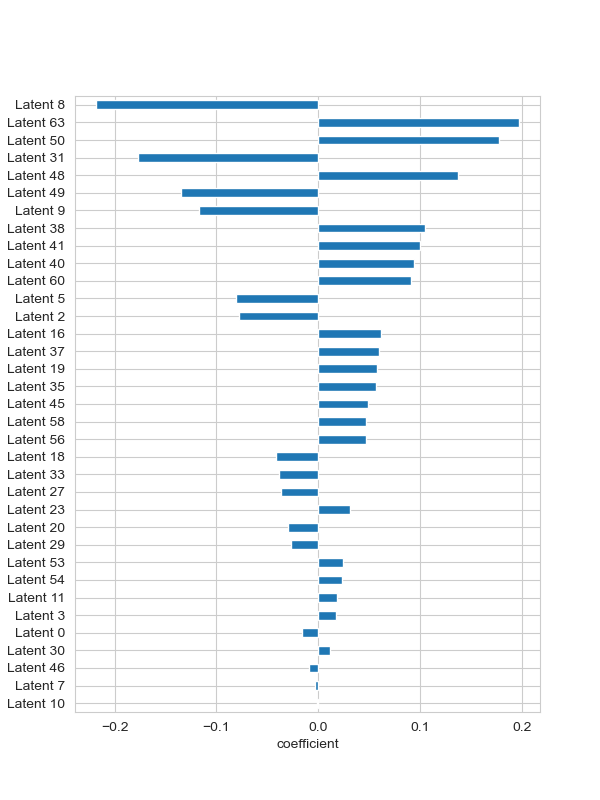 Latent 8
Latent 63
Latent 50
Latent 31
Latent 48
Latent 49
Latent 9
Latent 38
Latent 41
Latent 40
Latent 60
Latent 5
Latent 2
Latent 16
Latent 37
Latent 19
Latent 35
Latent 45
Latent 58
Latent 56
Latent 18
Latent 33
Latent 27
Latent 23
Latent 20
Latent 29
Latent 53
Latent 54
Latent 11
Latent 3
Latent 0
Latent 30
Latent 46
Latent 7
Latent 10
−0.2 −0.1 0.0 0.1 0.2
coefficient